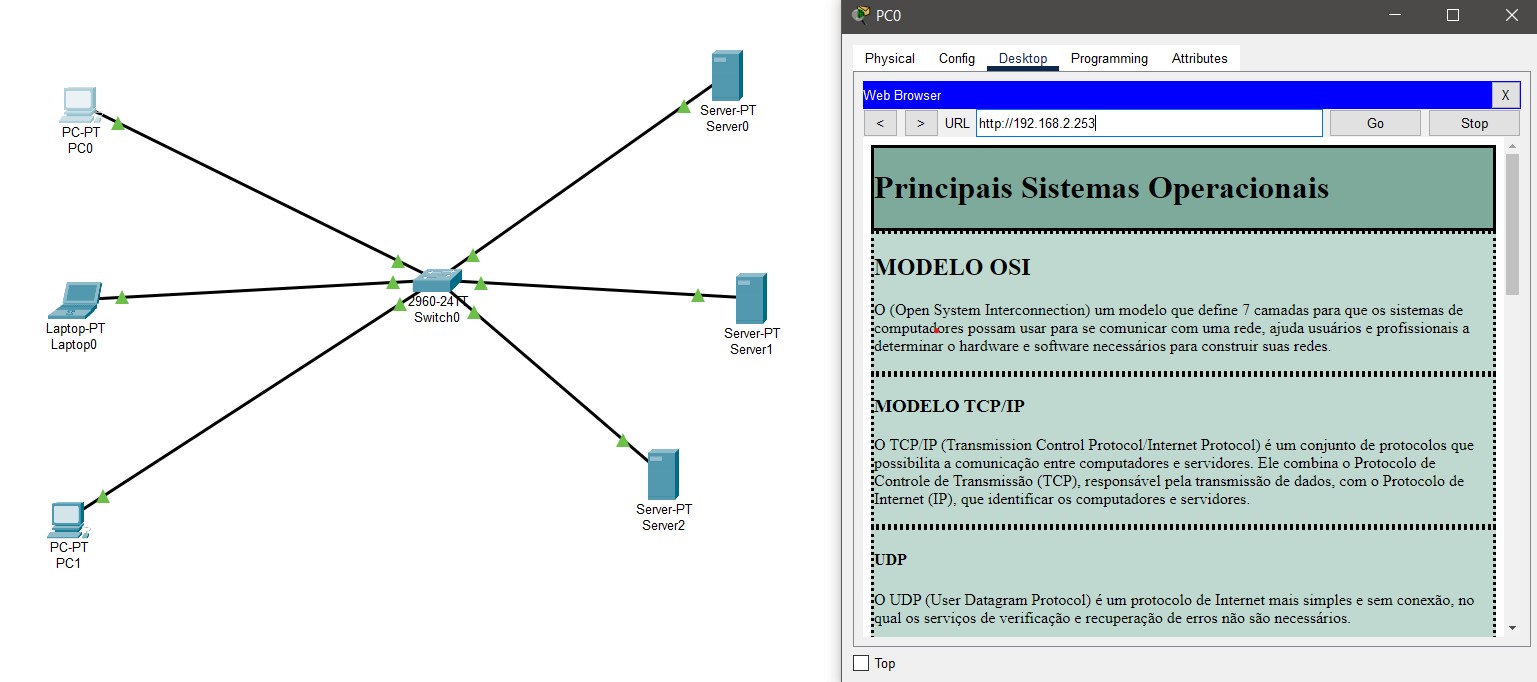 PC-PT
PC0
Laptop-PT
Laptop0
PC-PT
PC1
2960-24TT
Switch0
Server-PT
Server0
Server-PT
Server1
Server-PT
Server2
PC0
Physical Config Desktop Programming Attributes
Web Browser X
< > URL http://192.168.2.253 Go Stop
Principais Sistemas Operacionais
MODELO OSI
O (Open System Interconnection) um modelo que define 7 camadas para que os sistemas de
computadores possam usar para se comunicar com uma rede, ajuda usuários e profissionais a
determinar o hardware e software necessários para construir suas redes.
MODELO TCP/IP
O TCP/IP (Transmission Control Protocol/Internet Protocol) é um conjunto de protocolos que
possibilita a comunicação entre computadores e servidores. Ele combina o Protocolo de
Controle de Transmissão (TCP), responsável pela transmissão de dados, com o Protocolo de
Internet (IP), que identificar os computadores e servidores.
UDP
O UDP (User Datagram Protocol) é um protocolo de Internet mais simples e sem conexão, no
qual os serviços de verificação e recuperação de erros não são necessários.
Top